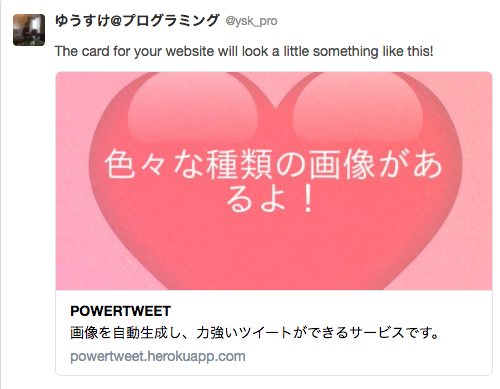 ゆうすけ@プログラミング @ysk_pro
The card for your website will look a little something like this!
色々な種類の画像があ
るよ！
POWERTWEET
画像を自動生成し、力強いツイートができるサービスです。
powertweet.herokuapp.com